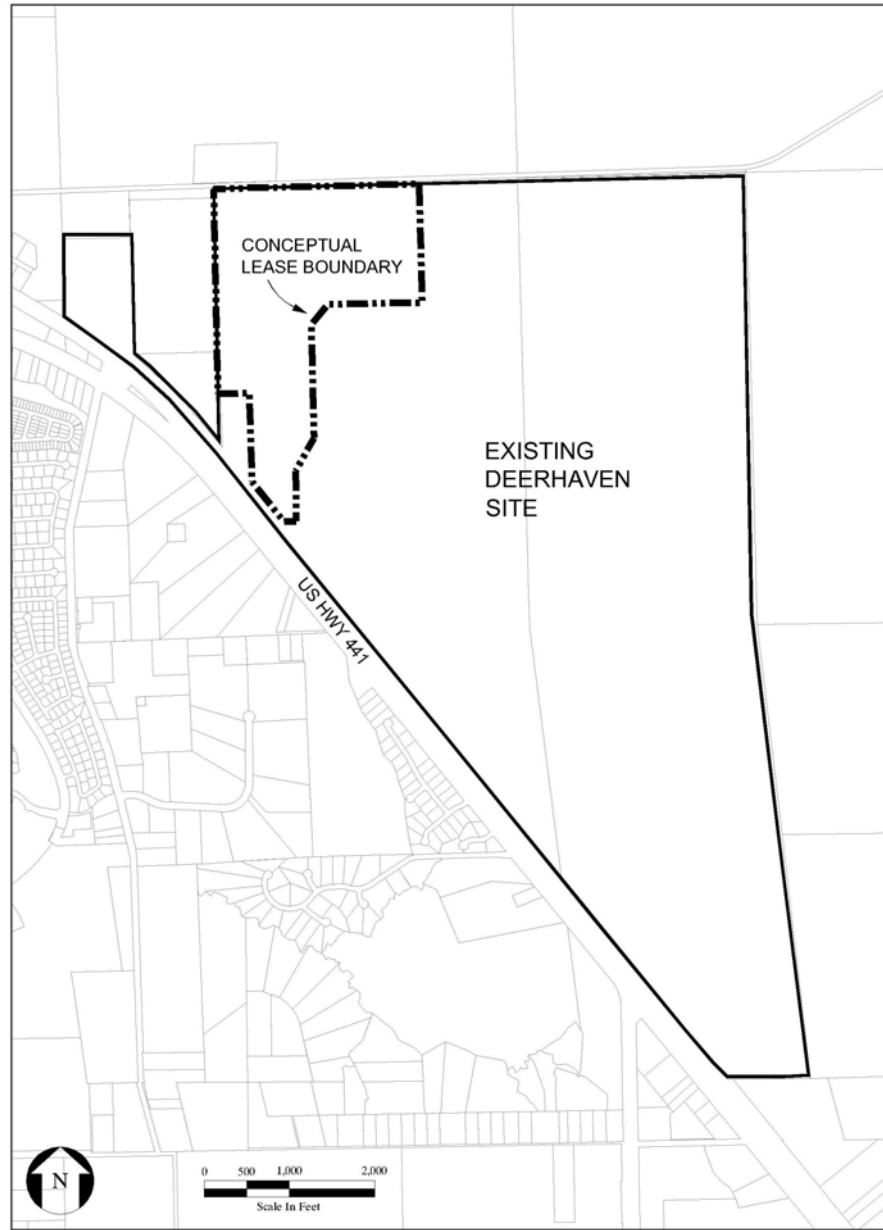 CONCEPTUAL
LEASE BOUNDARY
EXISTING
DEERHAVEN
SITE
US HWY 441
N
0 500 1,000 2,000
Scale In Feet